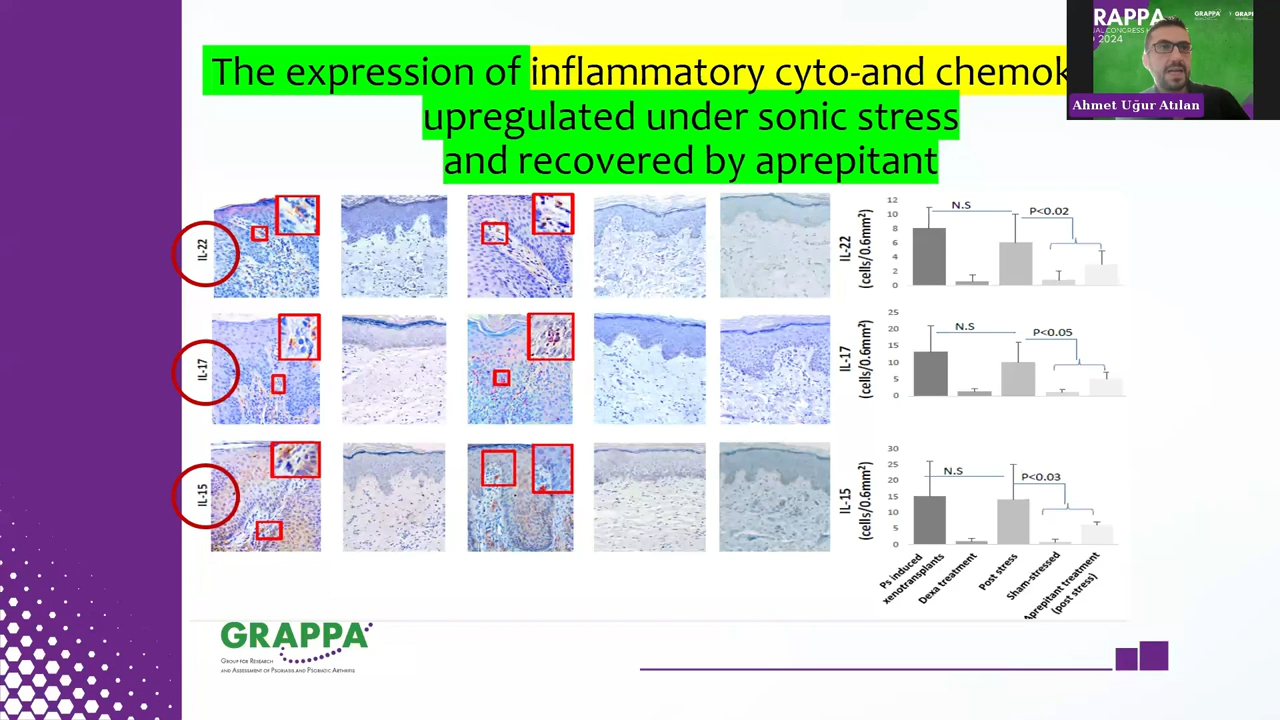 The expression of inflammatory cyto-and chemok
upregulated under sonic stress
and recovered by aprepitant
RAPPA
2024
GRAPPA
Ahmet Uğur Atılan
IL-22
IL-22
(cells/0.6mm²)
12
10
8
6
4
2
0
N.S
P<0.02
IL-17
IL-17
(cells/0.6mm²)
25
20
15
10
5
0
N.S
P<0.05
IL-15
IL-15
(cells/0.6mm²)
30
25
20
15
10
5
0
N.S
P<0.03
Ps induced
xenotransplants
Dexa treatment
Post stress
Sham-stressed
Aprepitant treatment
(post stress)
GRAPPA
Group for Research
and Assessment of Psoriasis and Psoriatic Arthritis